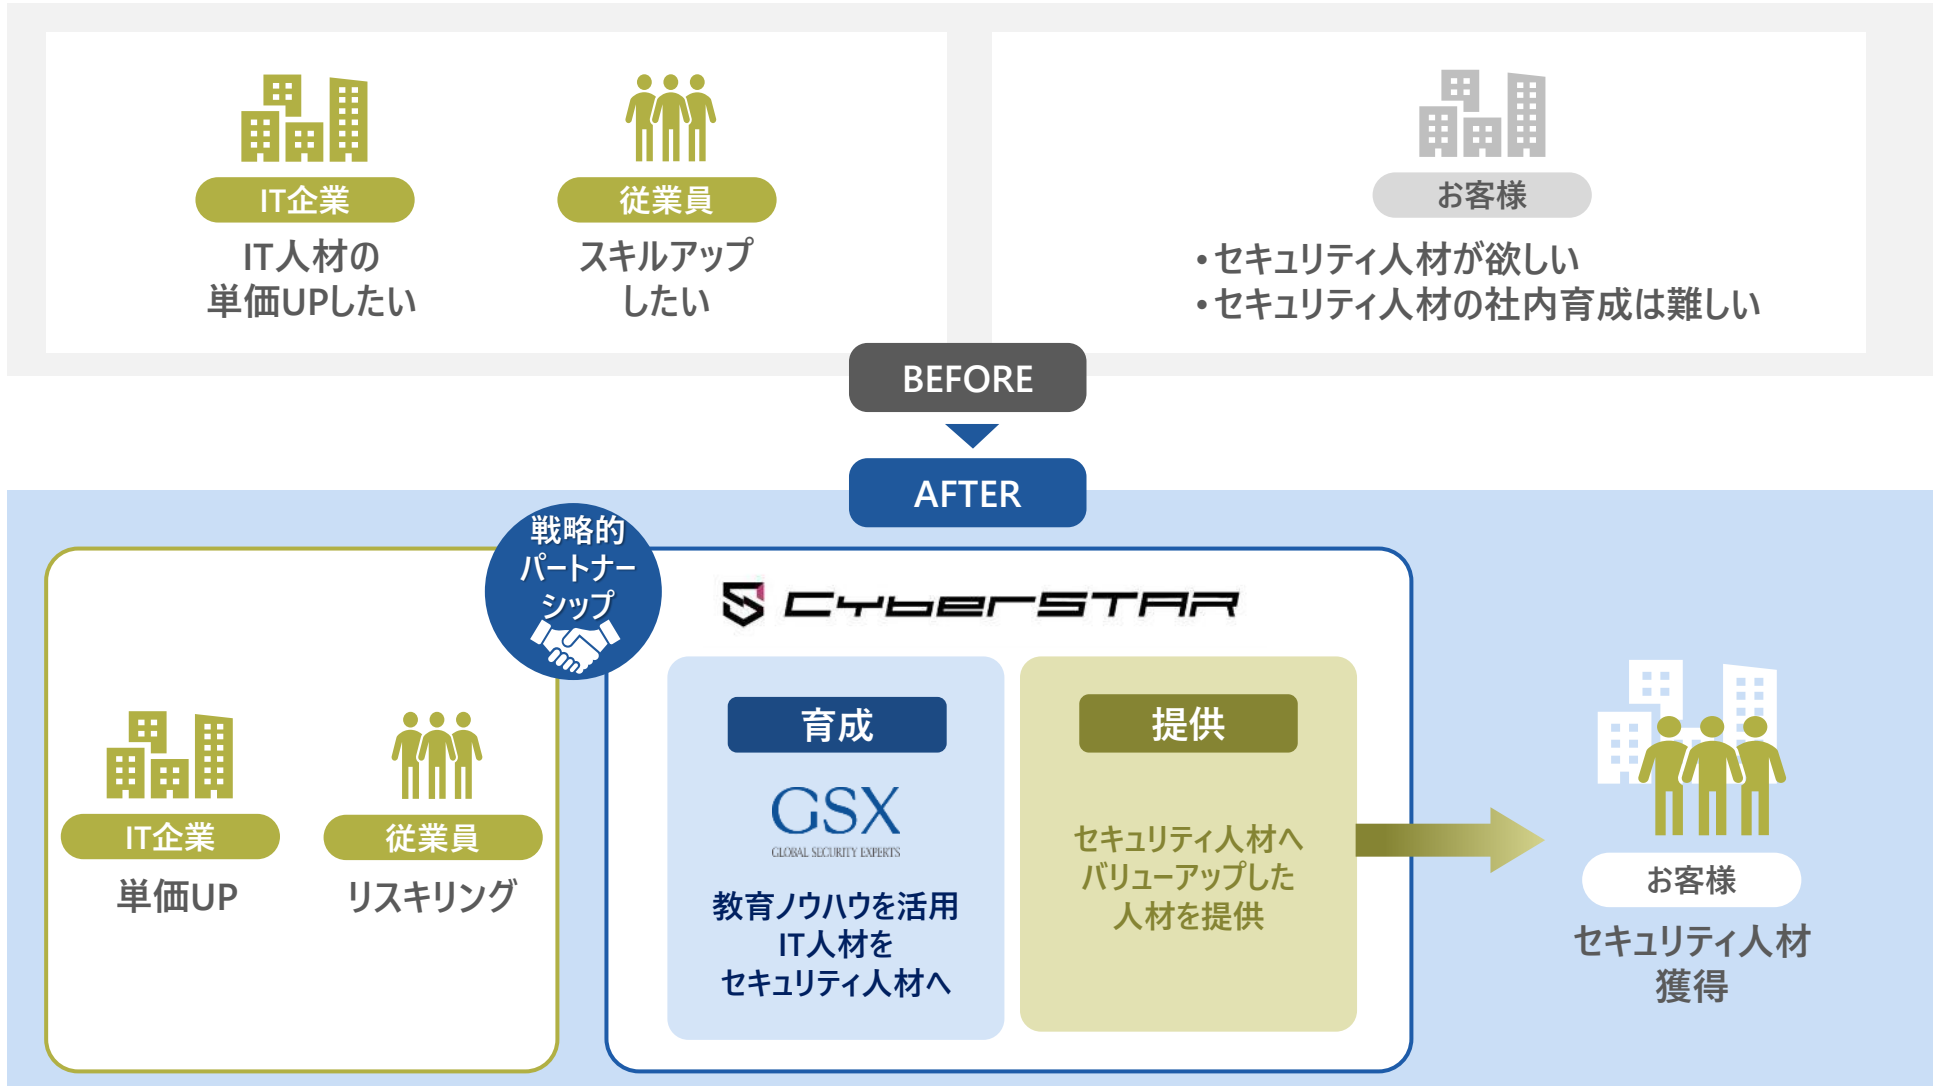 IT企業
IT人材の
単価UPしたい
従業員
スキルアップ
したい
お客様
・セキュリティ人材が欲しい
・セキュリティ人材の社内育成は難しい
BEFORE
AFTER
戦略的
パートナー
シップ
IT企業
単価UP
従業員
リスキリング
CYBERSTAR
育成
GSX
GLOBAL SECURITY EXPERTS
教育ノウハウを活用
IT人材を
セキュリティ人材へ
提供
セキュリティ人材へ
バリューアップした
人材を提供
お客様
セキュリティ人材
獲得